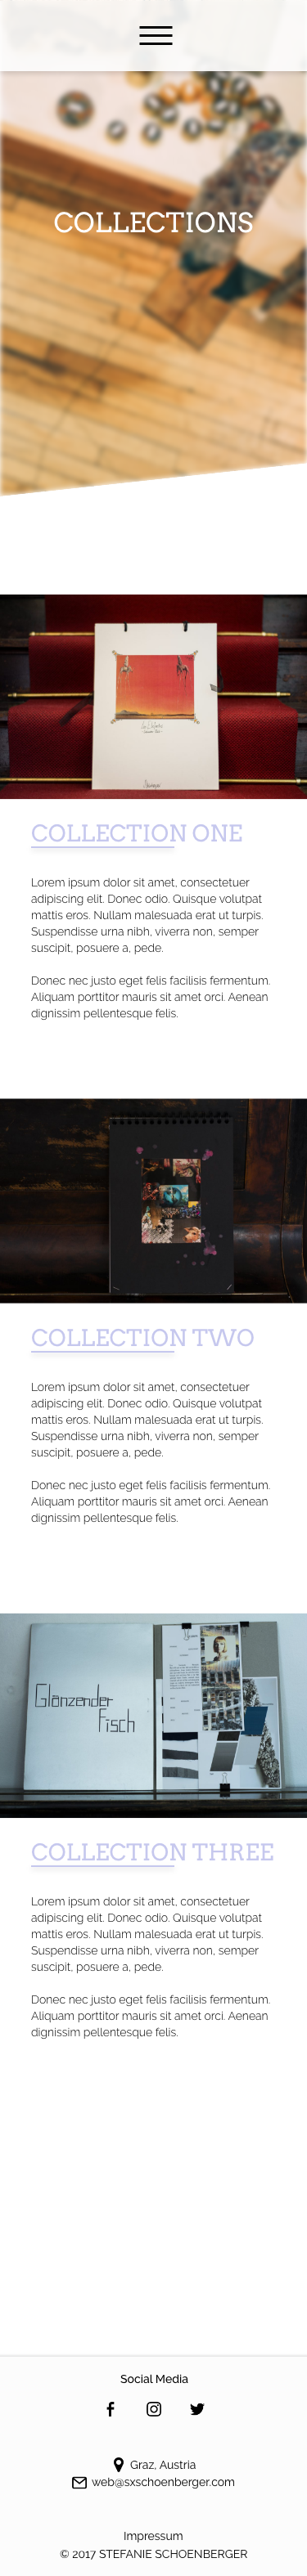 COLLECTIONS
COLLECTION ONE
Lorem ipsum dolor sit amet, consectetuer
adipiscing elit. Donec odio. Quisque volutpat
mattis eros. Nullam malesuada erat ut turpis.
Suspendisse urna nibh, viverra non, semper
suscipit, posuere a, pede.
Donec nec justo eget felis facilisis fermentum.
Aliquam porttitor mauris sit amet orci. Aenean
dignissim pellentesque felis.
COLLECTION TWO
Lorem ipsum dolor sit amet, consectetuer
adipiscing elit. Donec odio. Quisque volutpat
mattis eros. Nullam malesuada erat ut turpis.
Suspendisse urna nibh, viverra non, semper
suscipit, posuere a, pede.
Donec nec justo eget felis facilisis fermentum.
Aliquam porttitor mauris sit amet orci. Aenean
dignissim pellentesque felis.
Glänzender
Fisch
COLLECTION THREE
Lorem ipsum dolor sit amet, consectetuer
adipiscing elit. Donec odio. Quisque volutpat
mattis eros. Nullam malesuada erat ut turpis.
Suspendisse urna nibh, viverra non, semper
suscipit, posuere a, pede.
Donec nec justo eget felis facilisis fermentum.
Aliquam porttitor mauris sit amet orci. Aenean
dignissim pellentesque felis.
Social Media
Graz, Austria
web@sxschoenberger.com
Impressum
© 2017 STEFANIE SCHOENBERGER